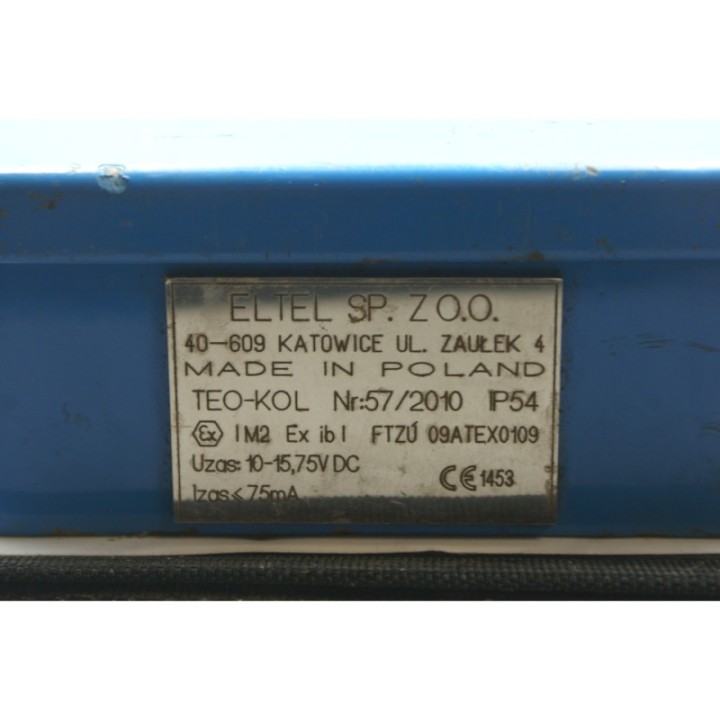 ELTEL SP. Z O.O.
40-609 KATOWICE UL. ZAUŁEK 4
MADE IN POLAND
TEO-KOL Nr:57/2010 IP54
Ex I M2 Ex ib I FTZÚ 09ATEX0109
Uzas: 10-15,75V DC
CE 1453
Izas ≤ 75mA